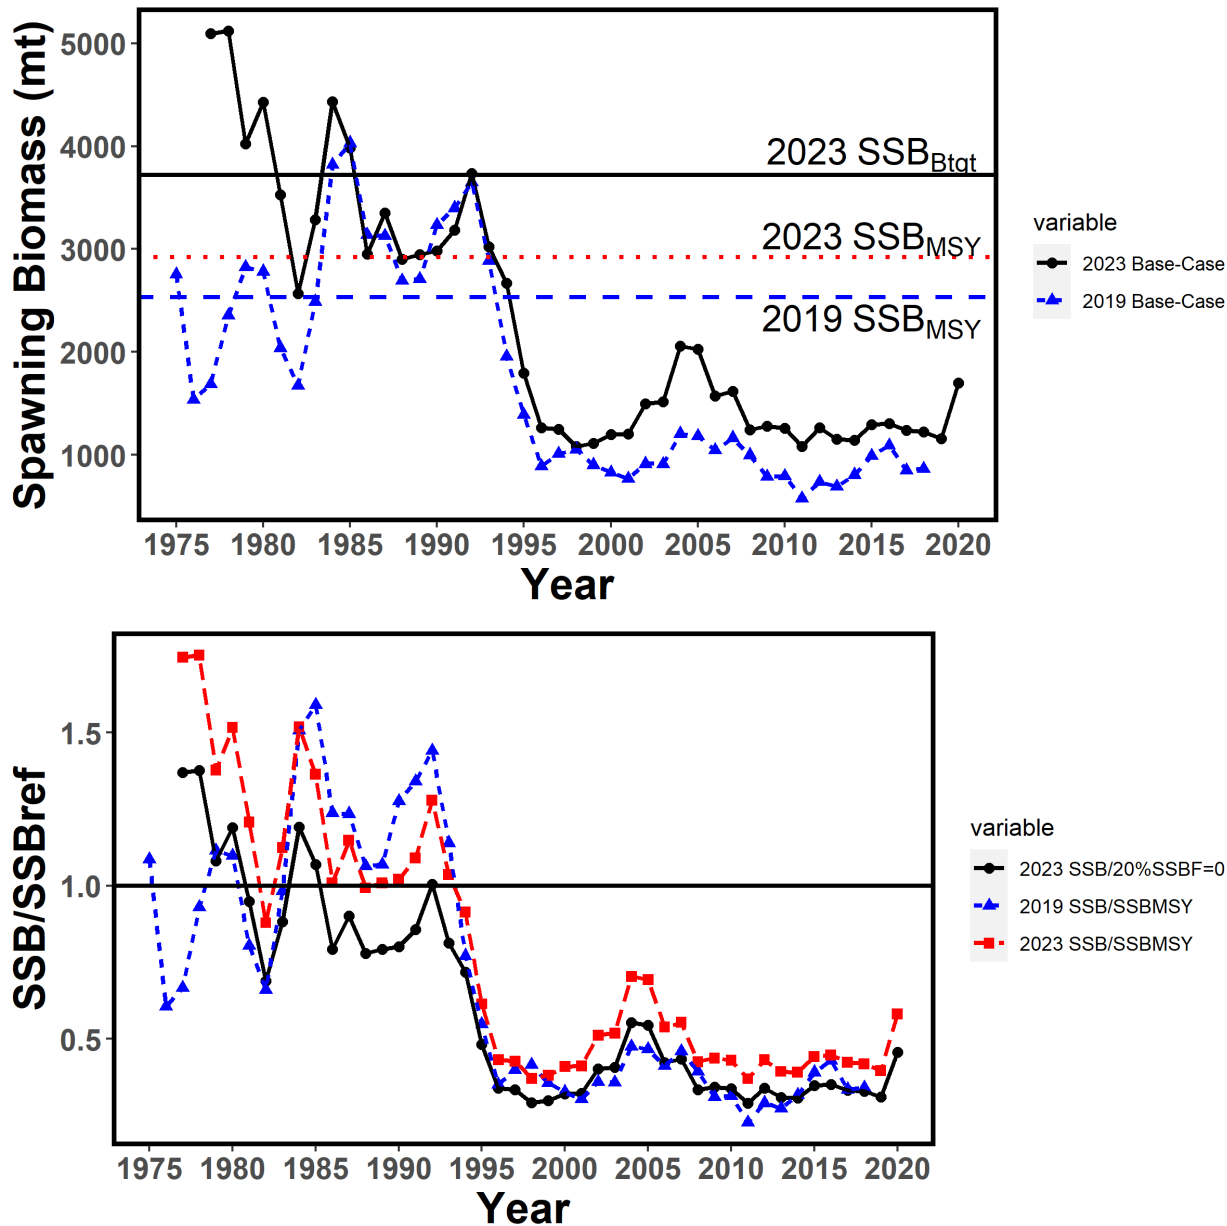 Spawning Biomass (mt)
5000
4000
3000
2000
1000
2023 SSBBtgt
2023 SSBMSY
2019 SSBMSY
1975 1980 1985 1990 1995 2000 2005 2010 2015 2020
Year
variable
2023 Base-Case
2019 Base-Case
SSB/SSBref
1.5
1.0
0.5
1975 1980 1985 1990 1995 2000 2005 2010 2015 2020
Year
variable
2023 SSB/20%SSBF=0
2019 SSB/SSBMSY
2023 SSB/SSBMSY